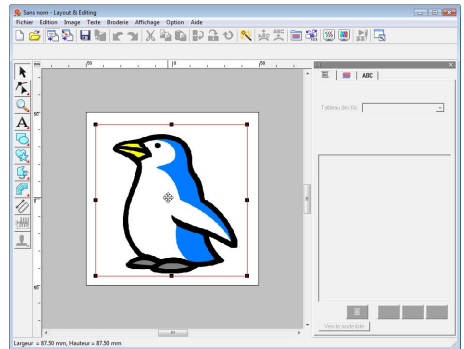 Sans nom - Layout & Editing
Fichier Edition Image Texte Broderie Affichage Option Aide
ABC
Tableau des fils:
Largeur = 87.50 mm, Hauteur = 87.50 mm